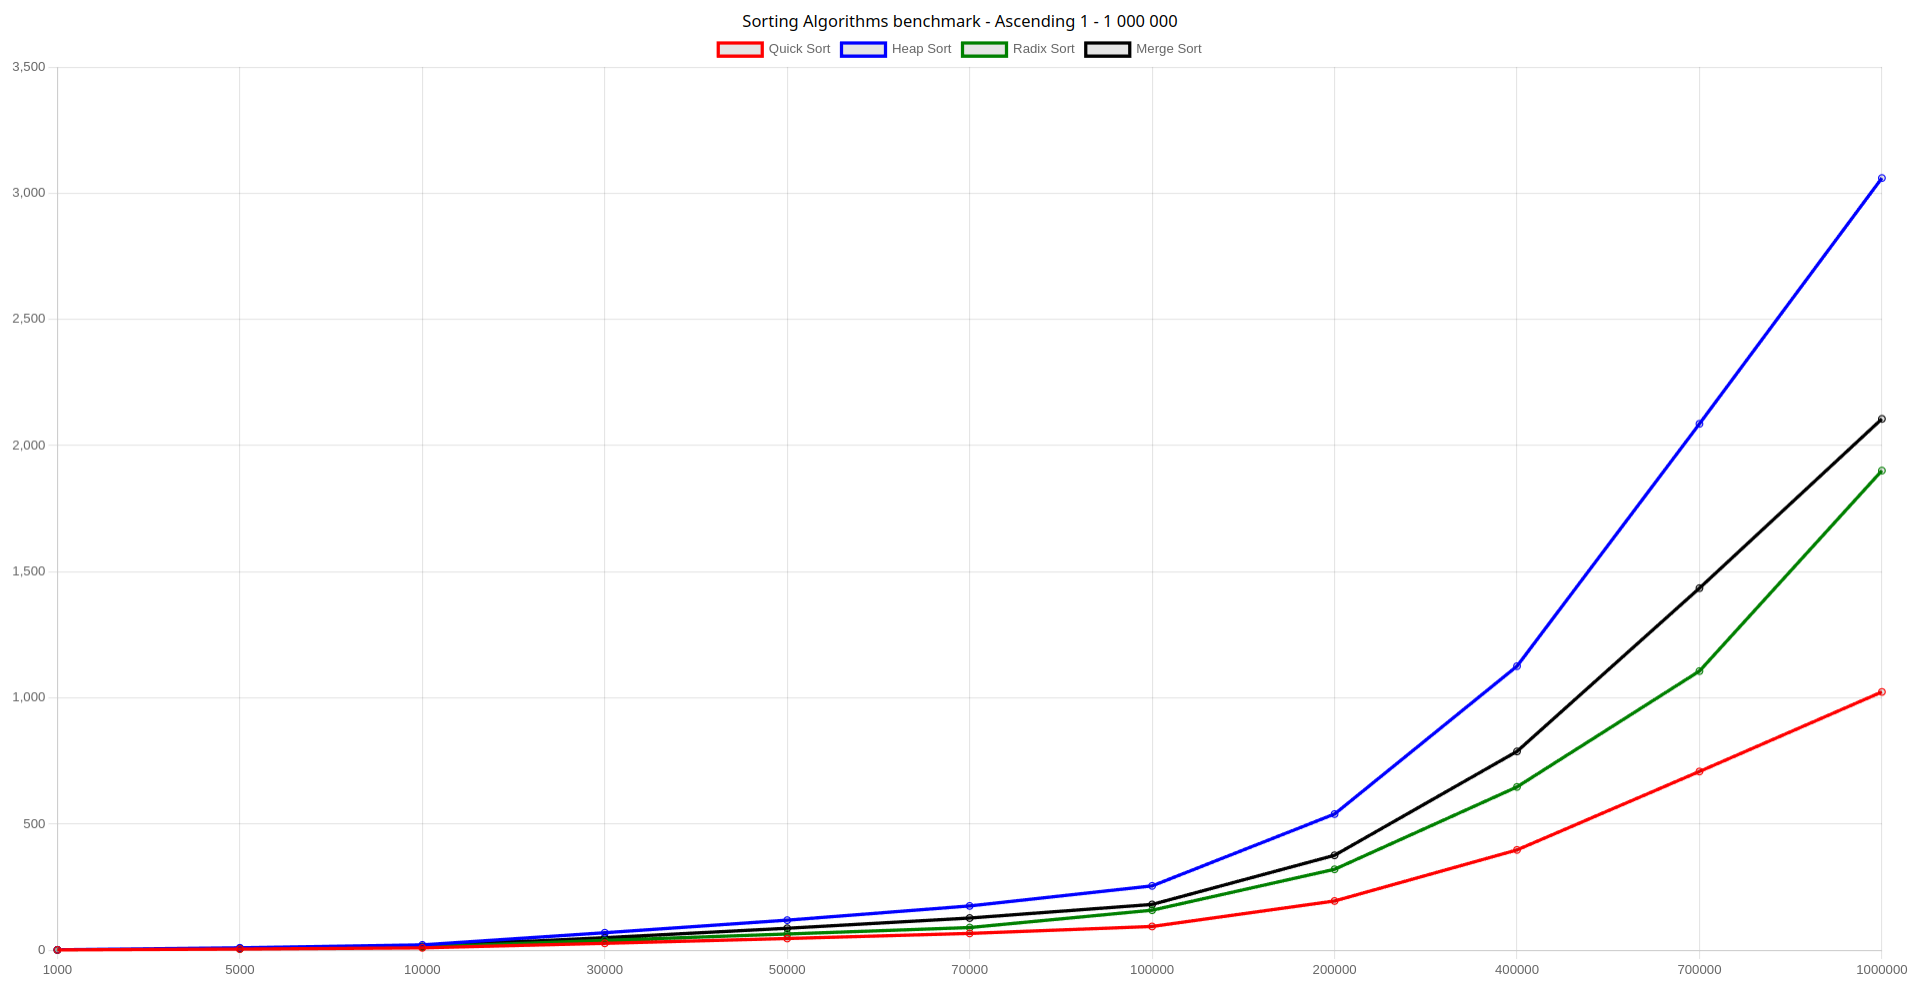 Sorting Algorithms benchmark - Ascending 1 - 1 000 000
Quick Sort Heap Sort Radix Sort Merge Sort
3,500
3,000
2,500
2,000
1,500
1,000
500
0
1000 5000 10000 30000 50000 70000 100000 200000 400000 700000 1000000